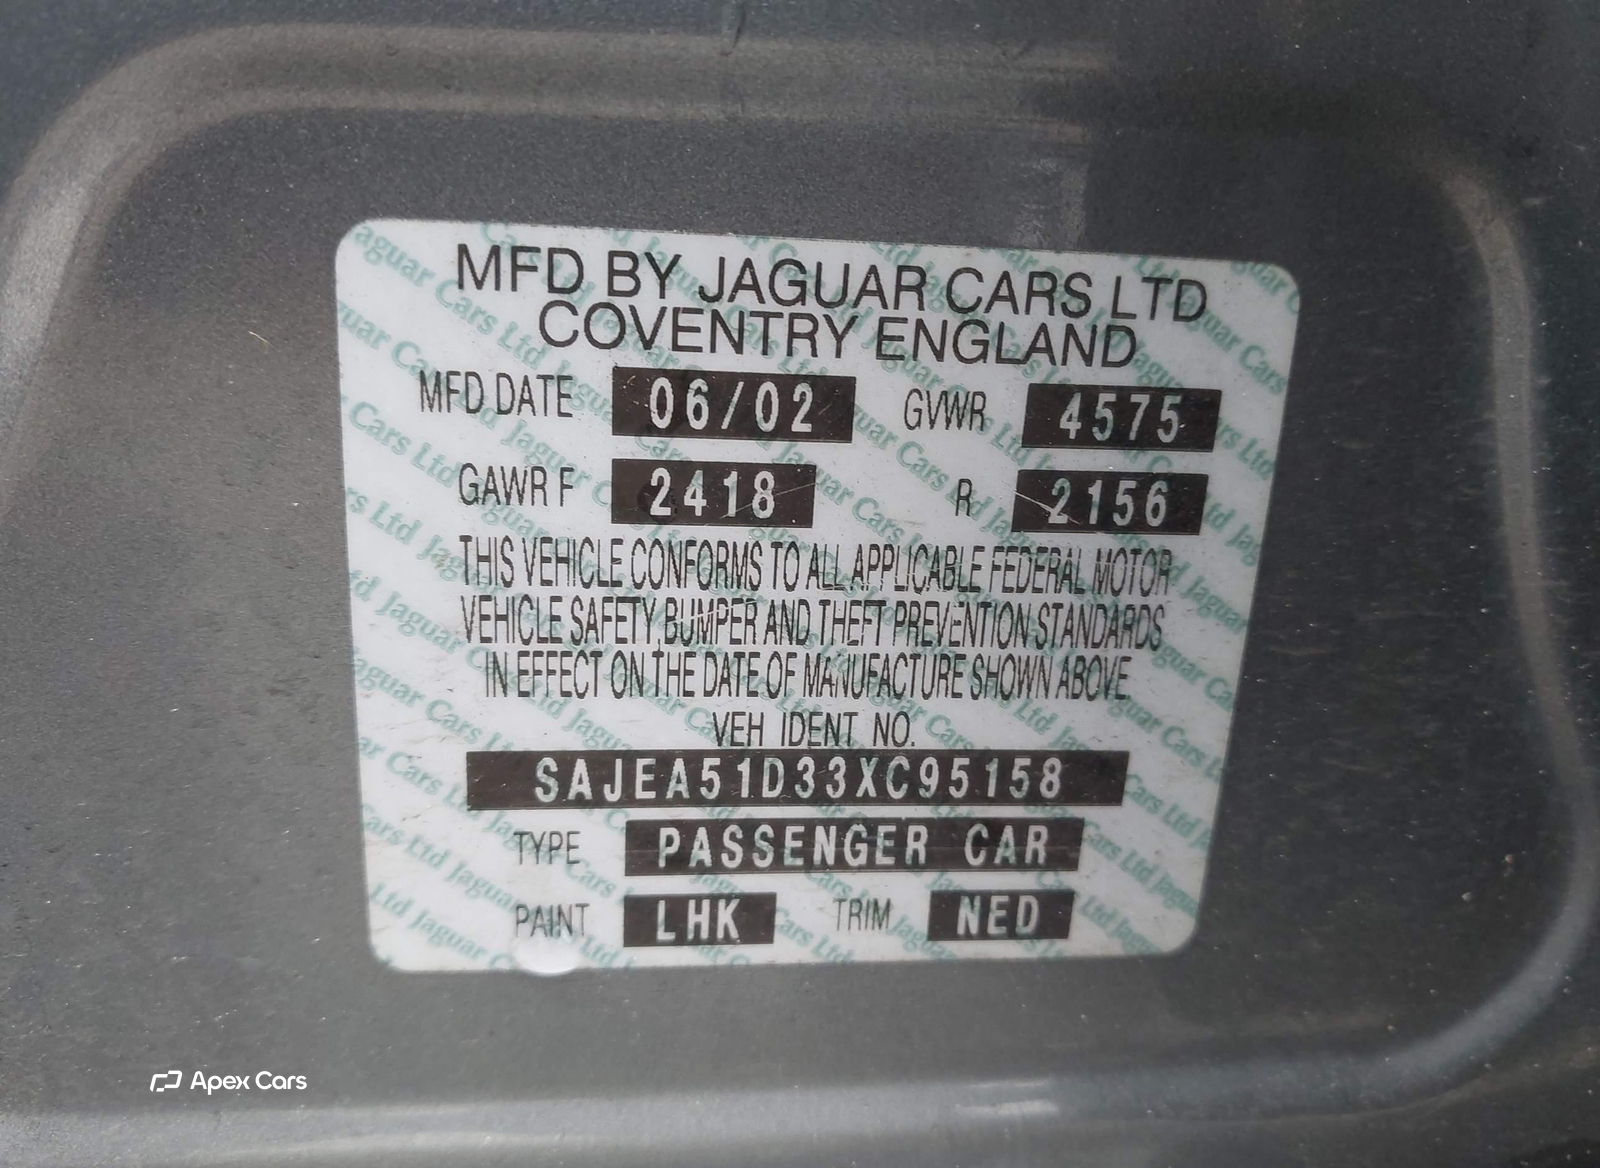 MFD BY JAGUAR CARS LTD
COVENTRY ENGLAND
MFD DATE 06/02 GVWR 4575
GAWR F 2418 R 2156
THIS VEHICLE CONFORMS TO ALL APPLICABLE FEDERAL MOTOR
VEHICLE SAFETY, BUMPER AND THEFT PREVENTION STANDARDS
IN EFFECT ON THE DATE OF MANUFACTURE SHOWN ABOVE
VEH IDENT NO.
SAJEA51D33XC95158
TYPE PASSENGER CAR
PAINT LHK TRIM NED
Apex Cars